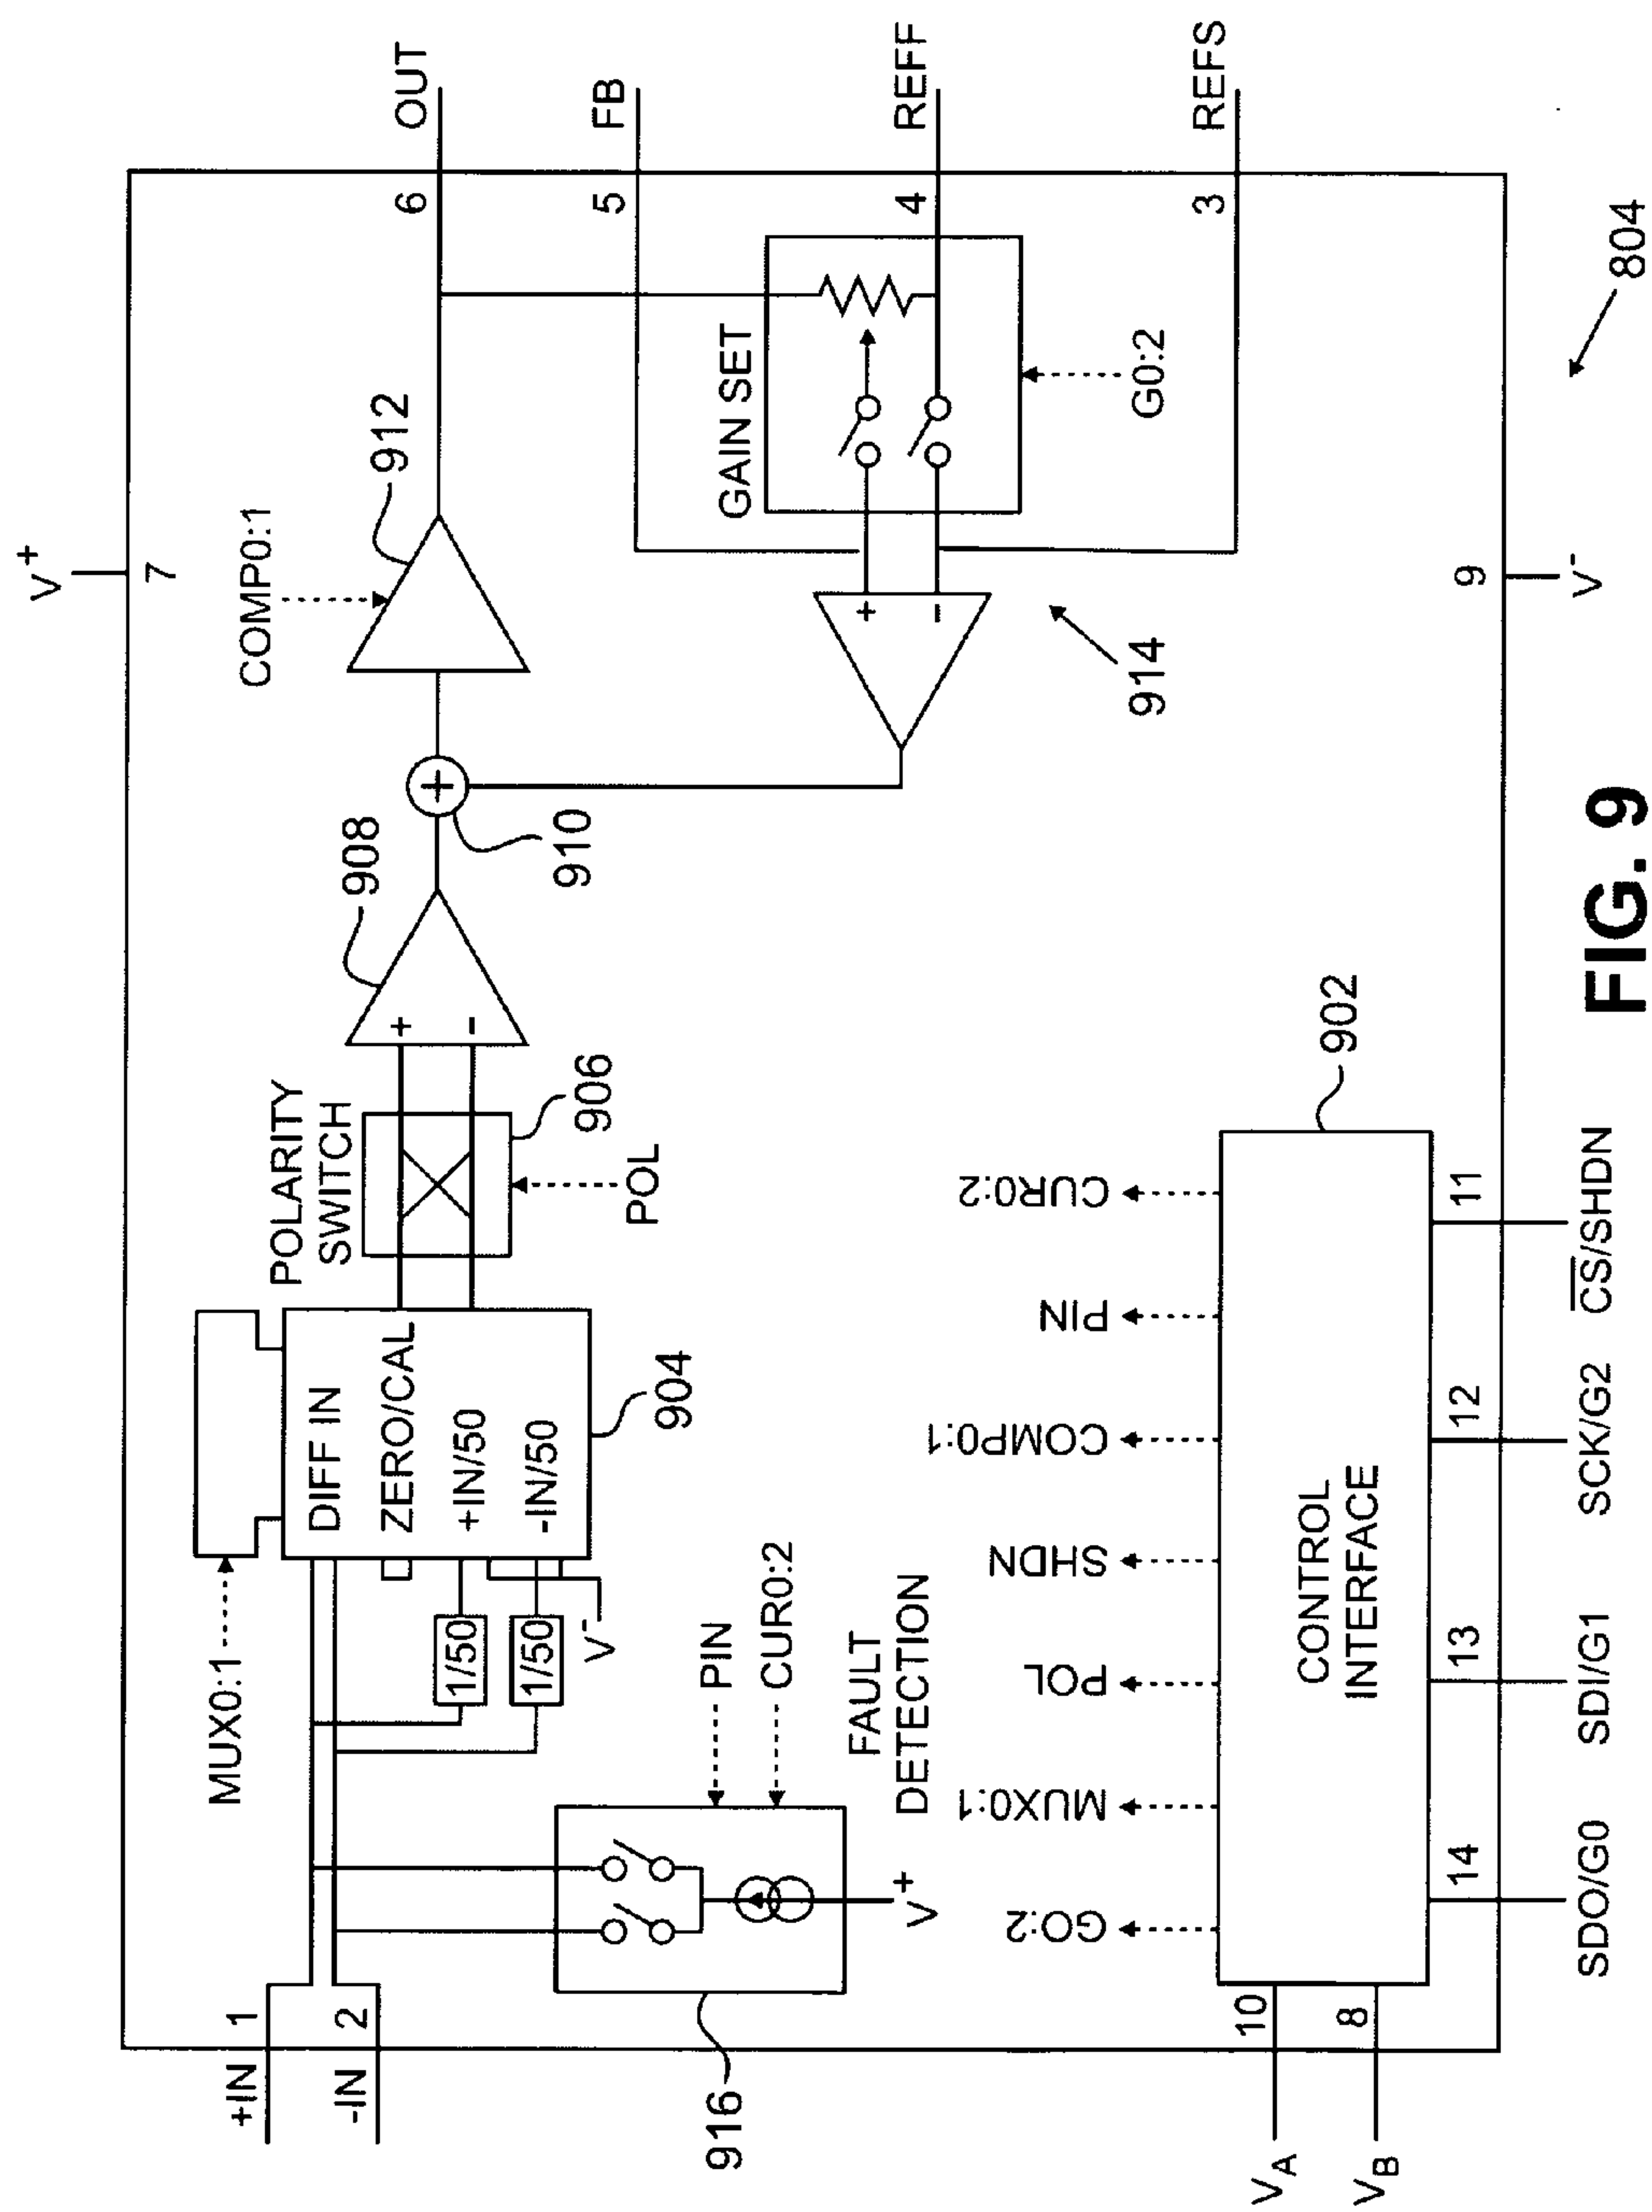 V+
7
+IN
1
-IN
2
MUX0:1
DIFF IN
ZERO/CAL
+IN/50
-IN/50
1/50
1/50
V-
904
POLARITY
SWITCH
906
POL
908
910
COMP0:1
912
6
OUT
5
FB
4
REFF
3
REFS
GAIN SET
G0:2
+
-
+
-
+
914
PIN
CUR0:2
FAULT
DETECTION
V+
916
GO:2
MUX0:1
POL
SHDN
COMP0:1
PIN
CUR0:2
902
CONTROL
INTERFACE
VA
10
VB
8
14
13
12
11
9
SDO/G0
SDI/G1
SCK/G2
C̅S̅/SHDN
V-
804
FIG. 9